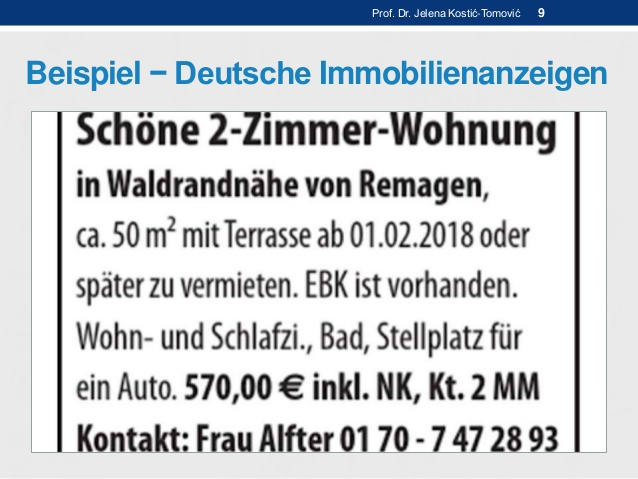 Prof. Dr. Jelena Kostić-Tomović 9
Beispiel − Deutsche Immobilienanzeigen
Schöne 2-Zimmer-Wohnung
in Waldrandnähe von Remagen,
ca. 50 m² mit Terrasse ab 01.02.2018 oder
später zu vermieten. EBK ist vorhanden.
Wohn- und Schlafzi., Bad, Stellplatz für
ein Auto. 570,00 € inkl. NK, Kt. 2 MM
Kontakt: Frau Alfter 01 70 - 7 47 28 93